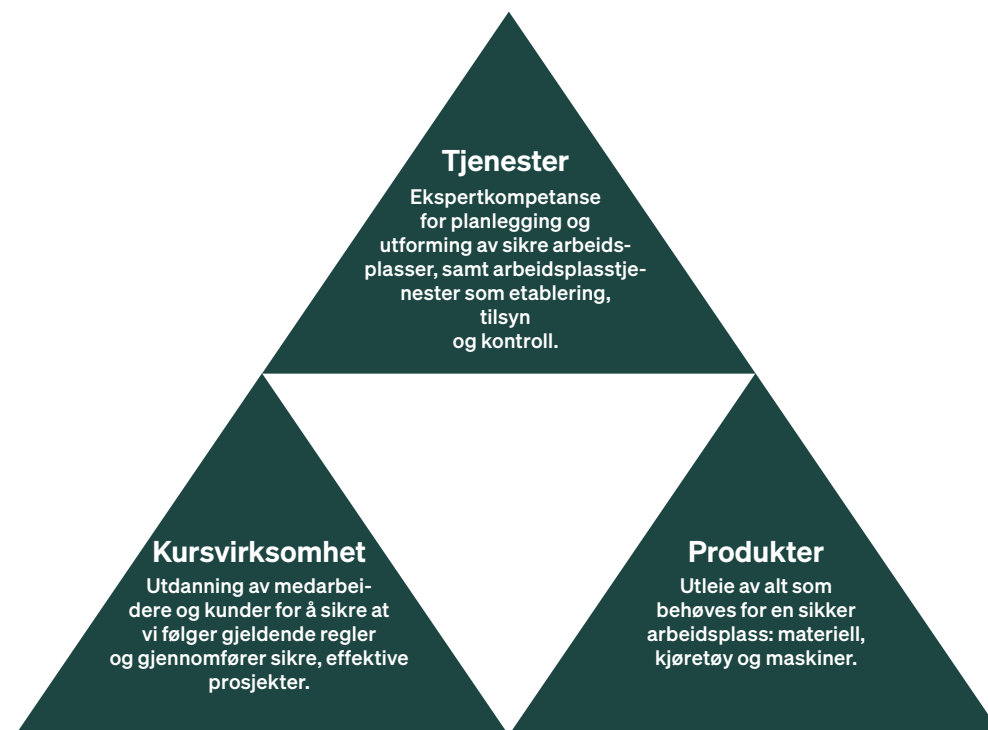 Tjenester
Ekspertkompetanse
for planlegging og
utforming av sikre arbeids-
plasser, samt arbeidsplasstje-
nester som etablering,
tilsyn
og kontroll.
Kursvirksomhet
Utdanning av medarbei-
dere og kunder for å sikre at
vi følger gjeldende regler
og gjennomfører sikre, effektive
prosjekter.
Produkter
Utleie av alt som
behøves for en sikker
arbeidsplass: materiell,
kjøretøy og maskiner.